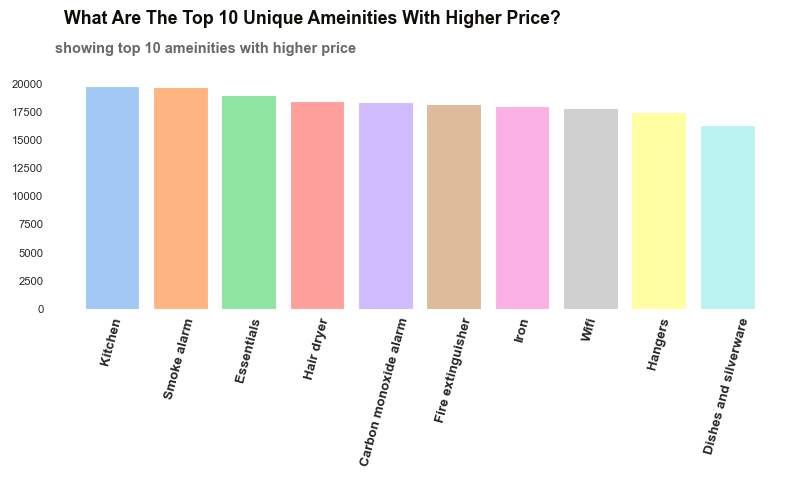 What Are The Top 10 Unique Ameinities With Higher Price?
showing top 10 ameinities with higher price
20000
17500
15000
12500
10000
7500
5000
2500
0
Kitchen
Smoke alarm
Essentials
Hair dryer
Carbon monoxide alarm
Fire extinguisher
Iron
Wifi
Hangers
Dishes and silverware